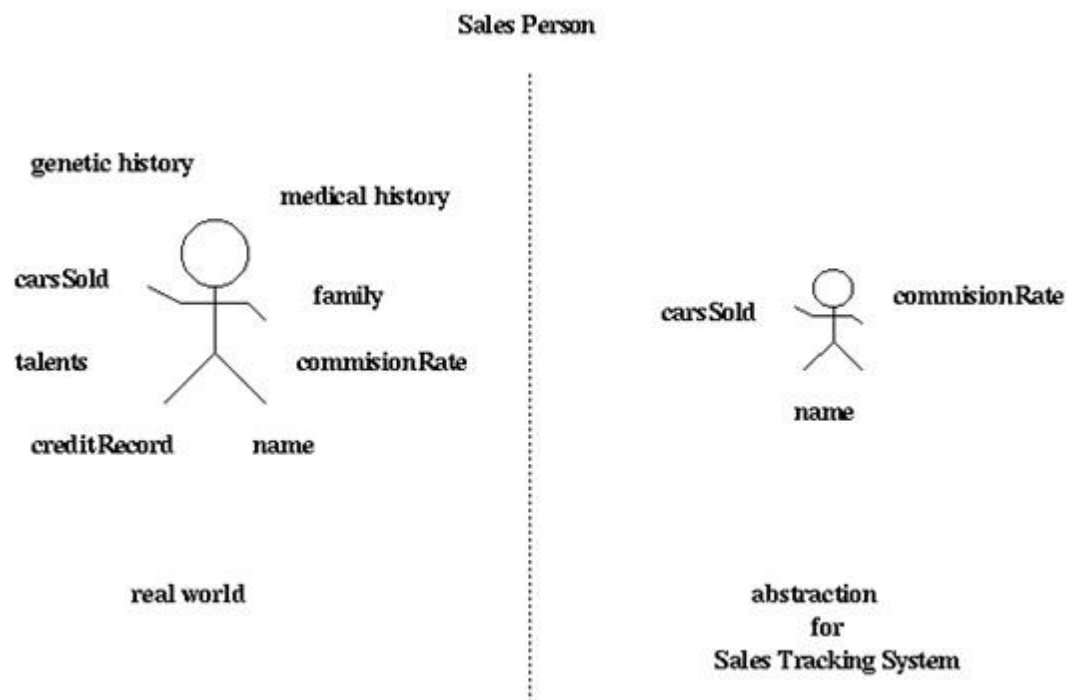 Sales Person
genetic history
medical history
carsSold
family
talents
commisionRate
creditRecord
name
real world
carsSold
commisionRate
name
abstraction
for
Sales Tracking System